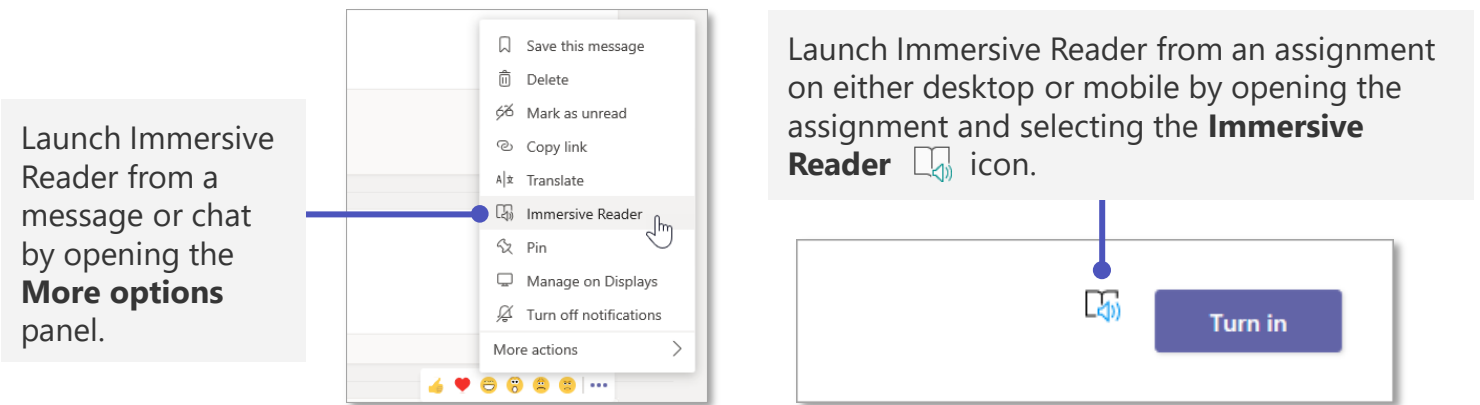 Launch Immersive
Reader from a
message or chat
by opening the
More options
panel.
Save this message
Delete
Mark as unread
Copy link
Translate
Immersive Reader
Pin
Manage on Displays
Turn off notifications
More actions
Launch Immersive Reader from an assignment
on either desktop or mobile by opening the
assignment and selecting the Immersive
Reader icon.
Turn in